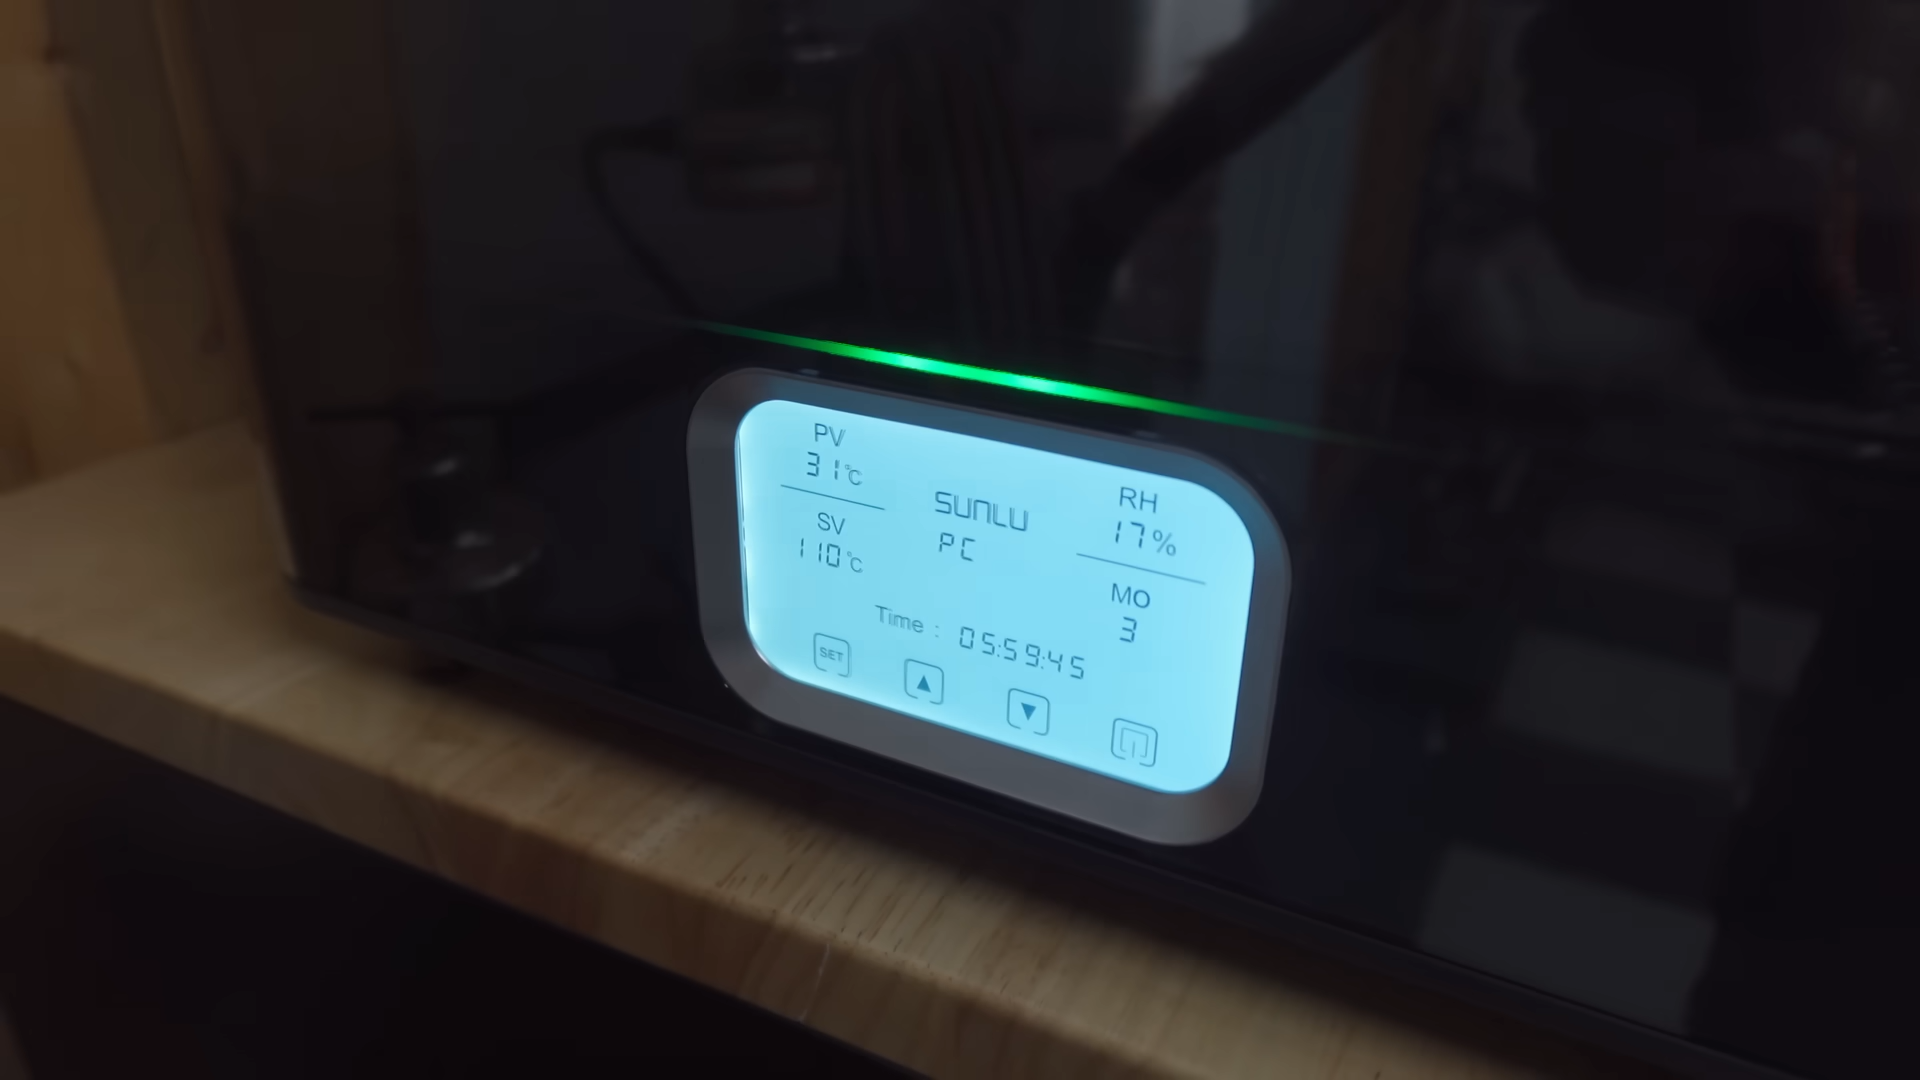 PV
31°C
SV
110°C
SUNLU
PC
RH
17%
MO
3
Time : 05:59:45
SET